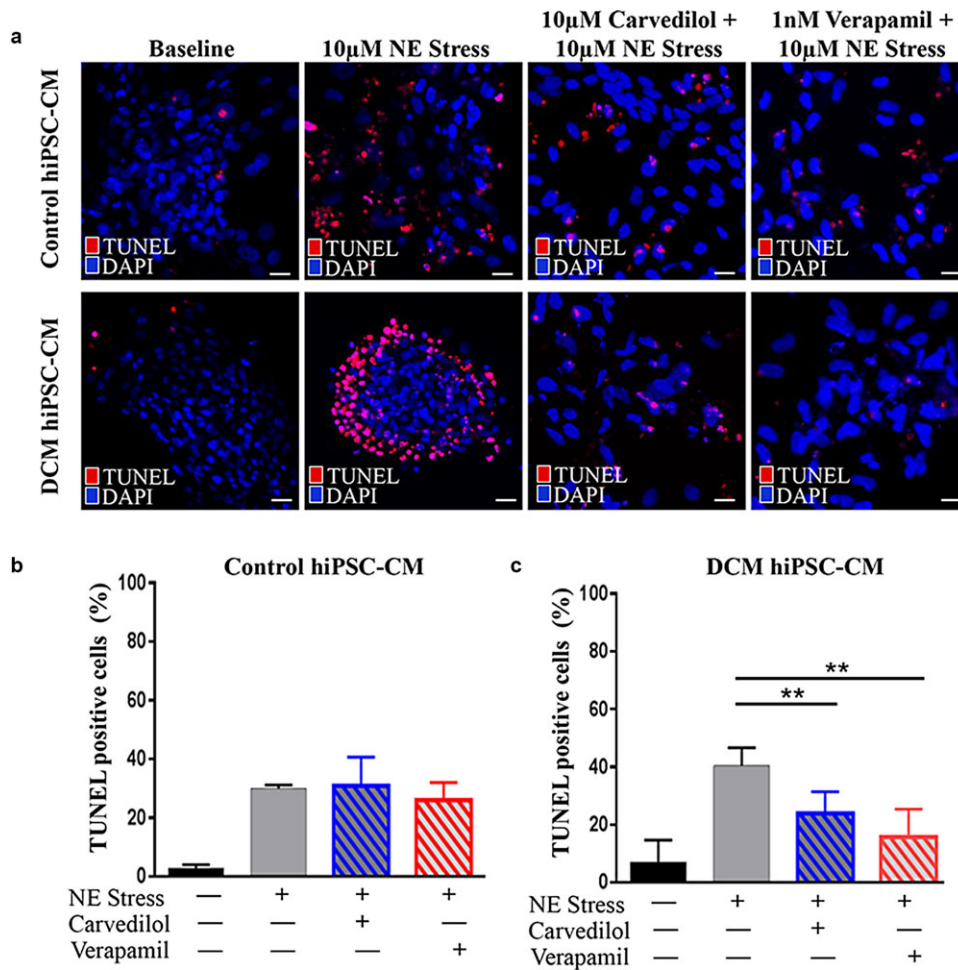 a
Baseline
10µM NE Stress
10µM Carvedilol +
10µM NE Stress
1nM Verapamil +
10µM NE Stress
Control hiPSC-CM
TUNEL
DAPI
TUNEL
DAPI
TUNEL
DAPI
TUNEL
DAPI
DCM hiPSC-CM
TUNEL
DAPI
TUNEL
DAPI
TUNEL
DAPI
TUNEL
DAPI
b
Control hiPSC-CM
TUNEL positive cells (%)
100
80
60
40
20
0
NE Stress — + + +
Carvedilol — — + —
Verapamil — — — +
c
DCM hiPSC-CM
TUNEL positive cells (%)
100
80
60
40
20
0
**
**
NE Stress — + + +
Carvedilol — — + —
Verapamil — — — +